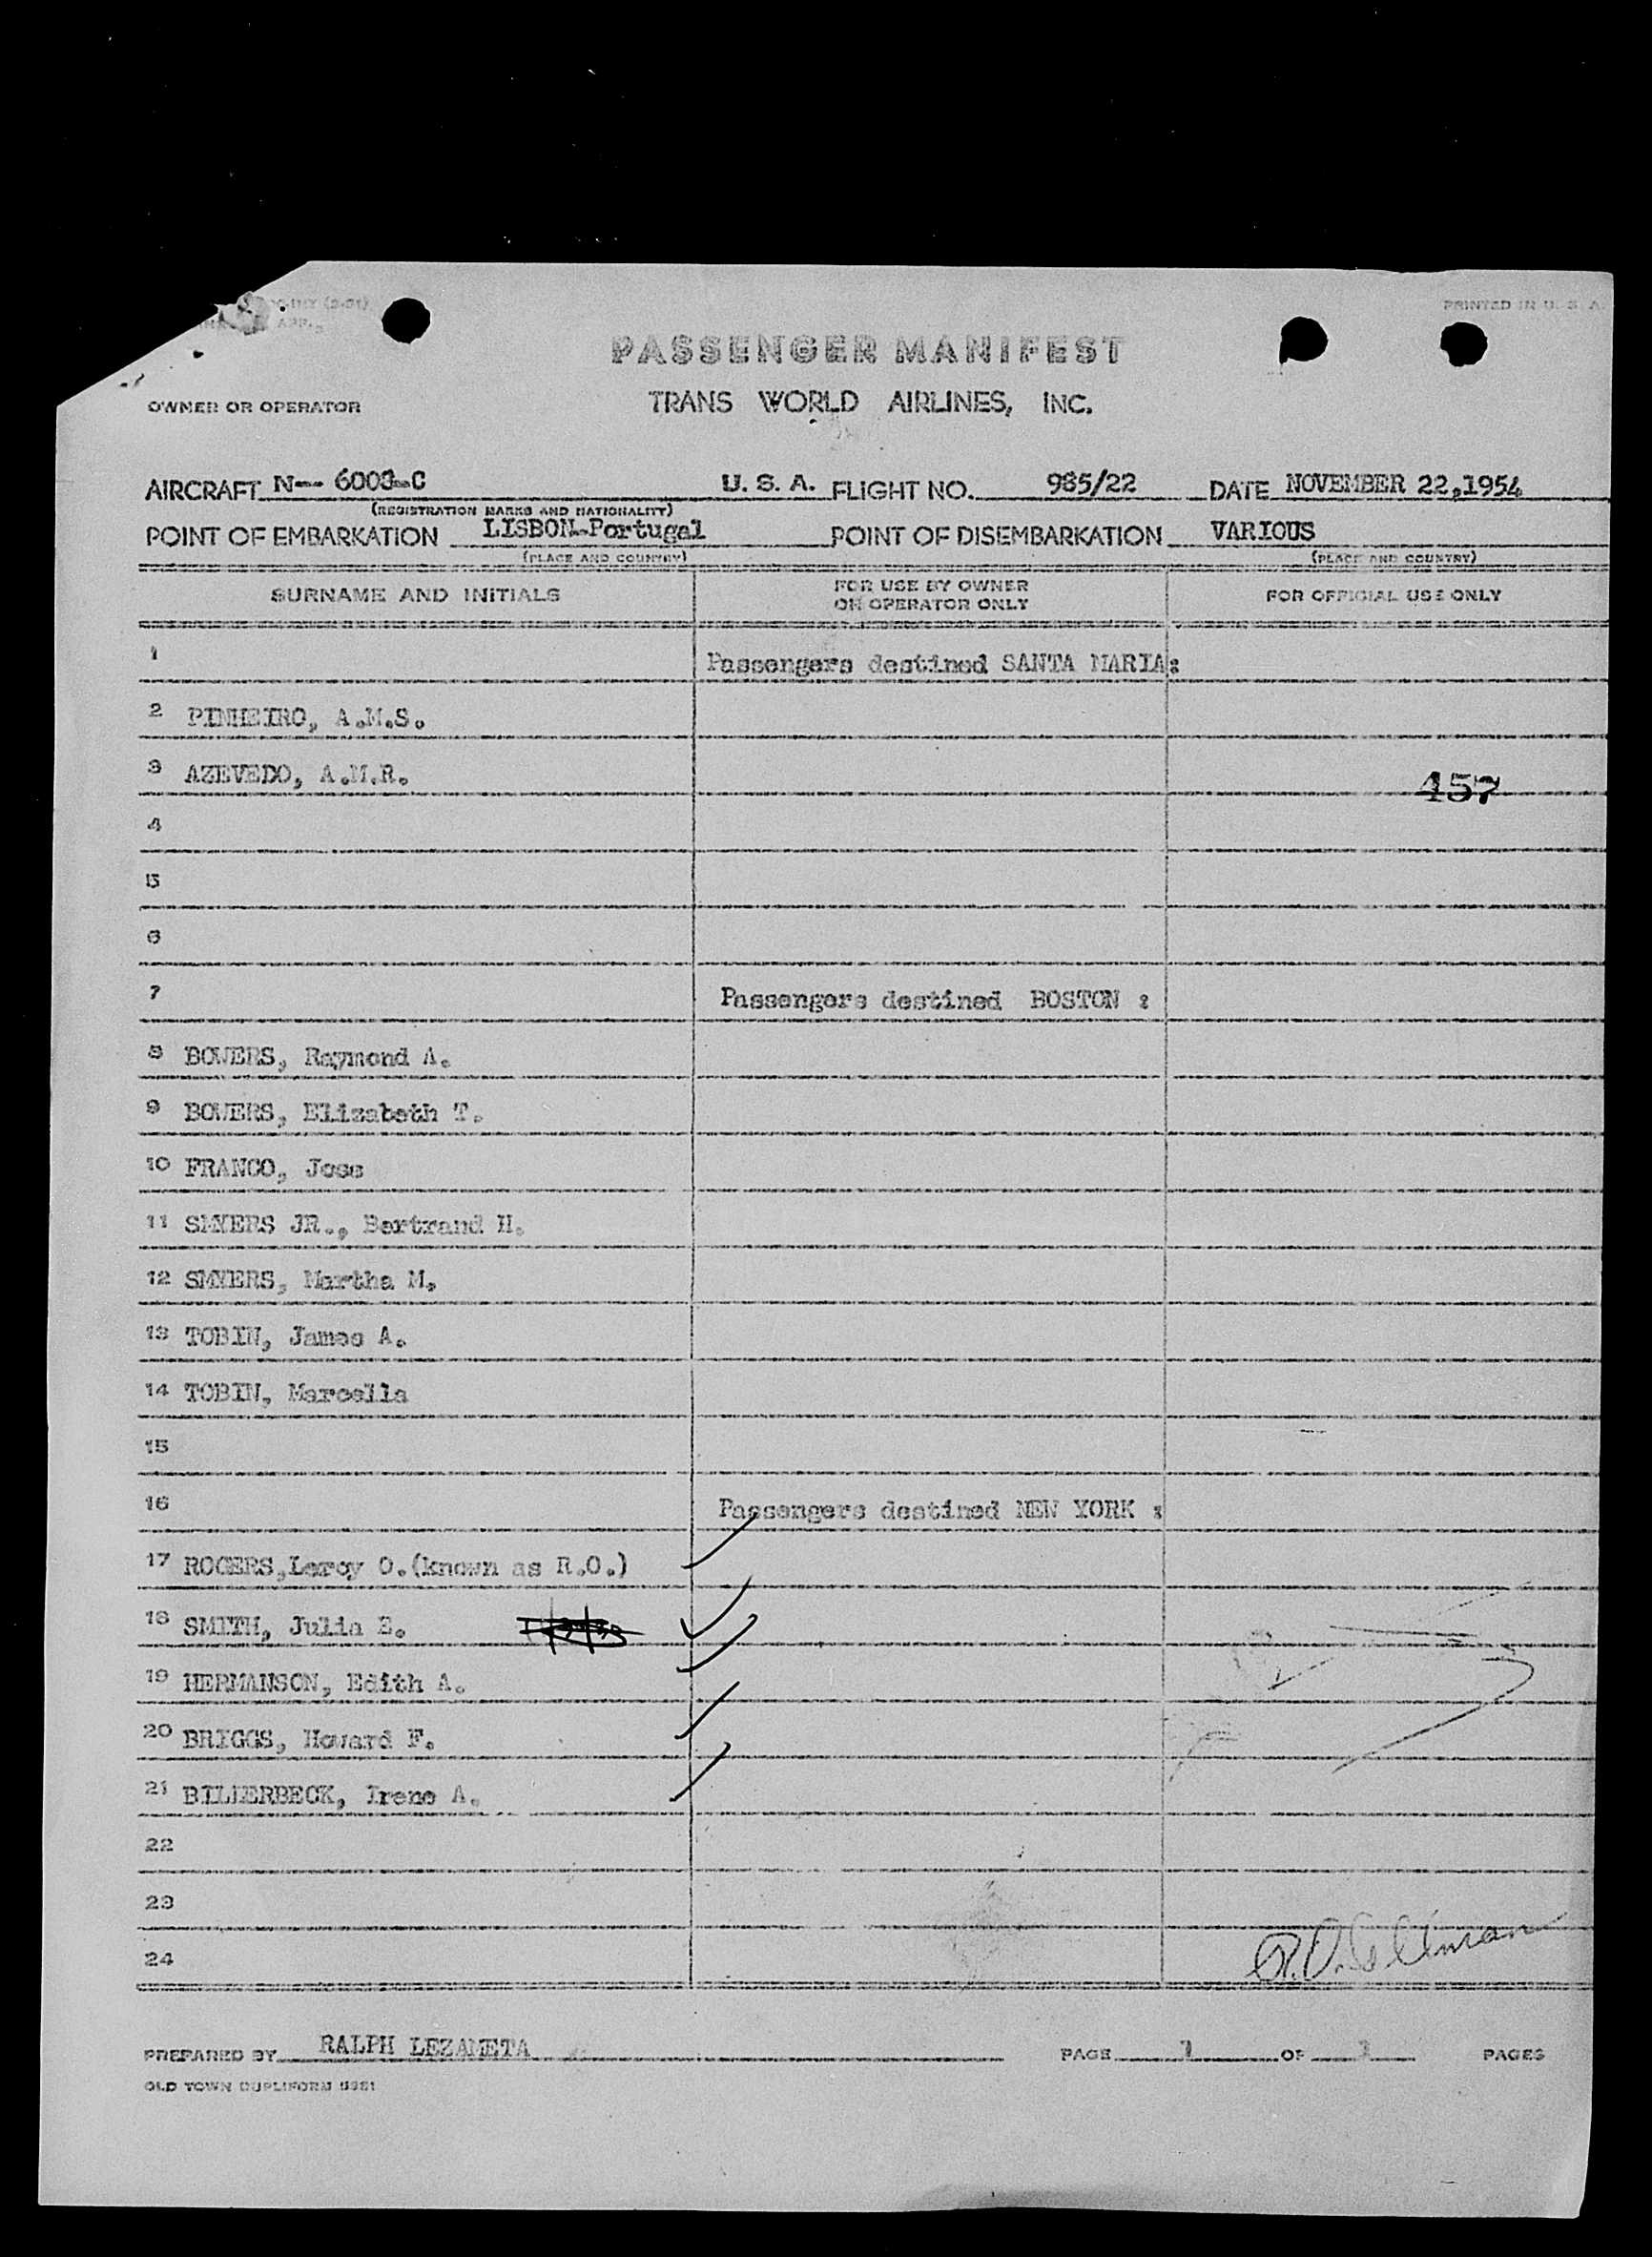 PRINTED IN U. S. A.
PASSENGER MANIFEST
OWNER OR OPERATOR TRANS WORLD AIRLINES, INC.
AIRCRAFT N-- 6003-C U. S. A. FLIGHT NO. 985/22 DATE NOVEMBER 22,1954
(REGISTRATION MARKS AND NATIONALITY)
POINT OF EMBARKATION LISBON-Portugal POINT OF DISEMBARKATION VARIOUS
(PLACE AND COUNTRY) (PLACE AND COUNTRY)
SURNAME AND INITIALS FOR USE BY OWNER OR OPERATOR ONLY FOR OFFICIAL USE ONLY
1 Passengers destined SANTA MARIA:
2 PINHEIRO, A.M.S.
3 AZEVEDO, A.M.R. 457
4
5
6
7 Passengers destined BOSTON :
8 BOWERS, Raymond A.
9 BOWERS, Elizabeth T.
10 FRANCO, Jose
11 SMYERS JR., Bertrand H.
12 SMYERS, Martha M.
13 TOBIN, James A.
14 TOBIN, Marcella
15
16 Passengers destined NEW YORK :
17 ROGERS,Leroy O.(known as R.O.)
18 SMITH, Julia E.
19 HERMANSON, Edith A.
20 BRIGGS, Howard F.
21 BILLERBECK, Irene A.
22
23
24
PREPARED BY RALPH LEZAMETA PAGE 1 OF 1 PAGES
OLD TOWN DUPLIFORM